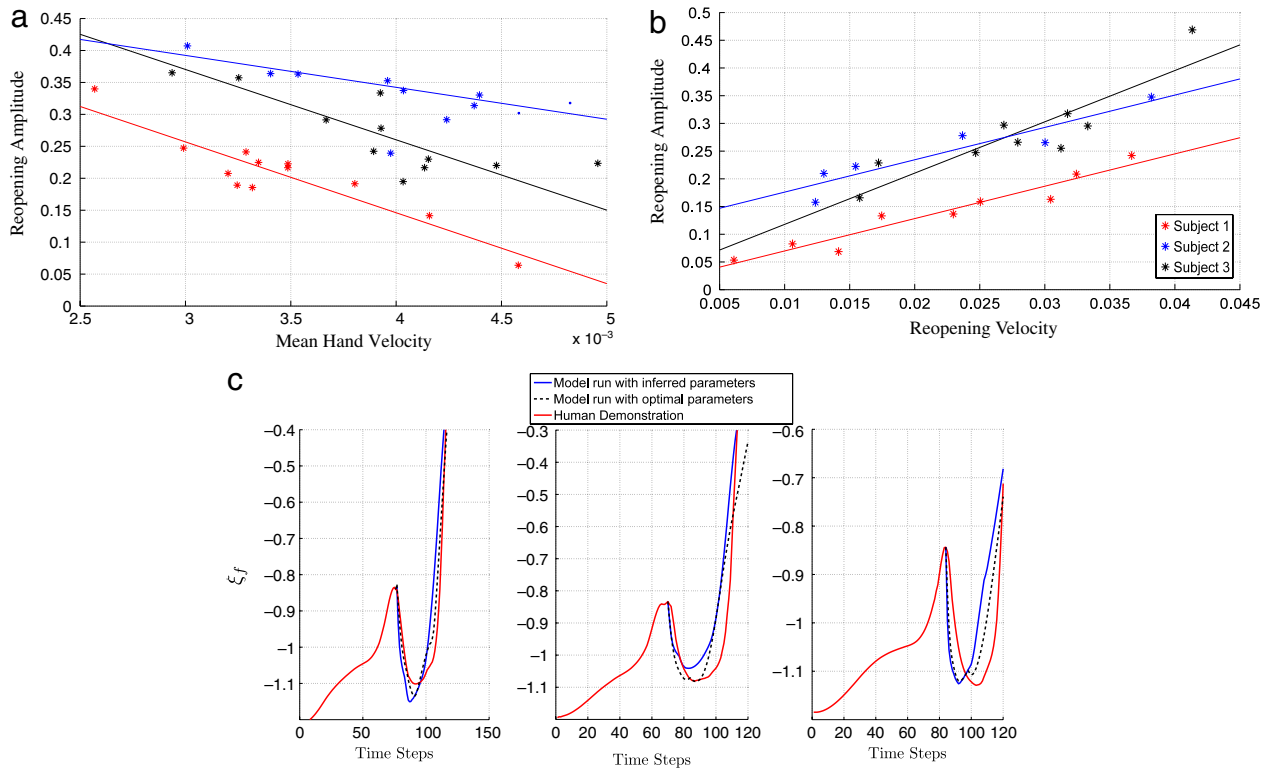 a
0.45
0.4
0.35
0.3
0.25
0.2
0.15
0.1
0.05
0
Reopening Amplitude
2.5 3 3.5 4 4.5 5
x 10⁻³
Mean Hand Velocity
b
0.5
0.45
0.4
0.35
0.3
0.25
0.2
0.15
0.1
0.05
0
Reopening Amplitude
Subject 1
Subject 2
Subject 3
0.005 0.01 0.015 0.02 0.025 0.03 0.035 0.04 0.045
Reopening Velocity
c
Model run with inferred parameters
Model run with optimal parameters
Human Demonstration
−0.4
−0.5
−0.6
−0.7
−0.8
−0.9
−1
−1.1
ξf
0 50 100 150
Time Steps
−0.3
−0.4
−0.5
−0.6
−0.7
−0.8
−0.9
−1
−1.1
0 20 40 60 80 100 120
Time Steps
−0.6
−0.7
−0.8
−0.9
−1
−1.1
0 20 40 60 80 100 120
Time Steps